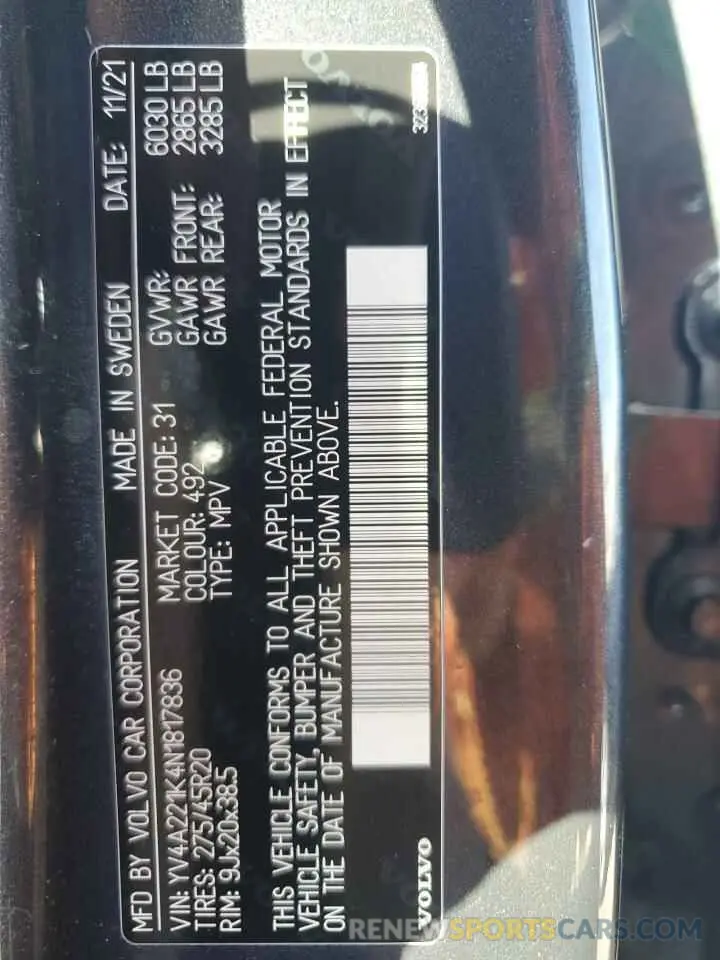 MFD BY VOLVO CAR CORPORATION MADE IN SWEDEN DATE: 11/21
VIN: YV4A221K4N1817836 MARKET CODE: 31 GVWR: 6030 LB
TIRES: 275/45R20 COLOUR: 492 GAWR FRONT: 2865 LB
RIM: 9Jx20x38.5 TYPE: MPV GAWR REAR: 3285 LB
THIS VEHICLE CONFORMS TO ALL APPLICABLE FEDERAL MOTOR
VEHICLE SAFETY, BUMPER AND THEFT PREVENTION STANDARDS IN EFFECT
ON THE DATE OF MANUFACTURE SHOWN ABOVE.
VOLVO
RENEWSPORTSCARS.COM